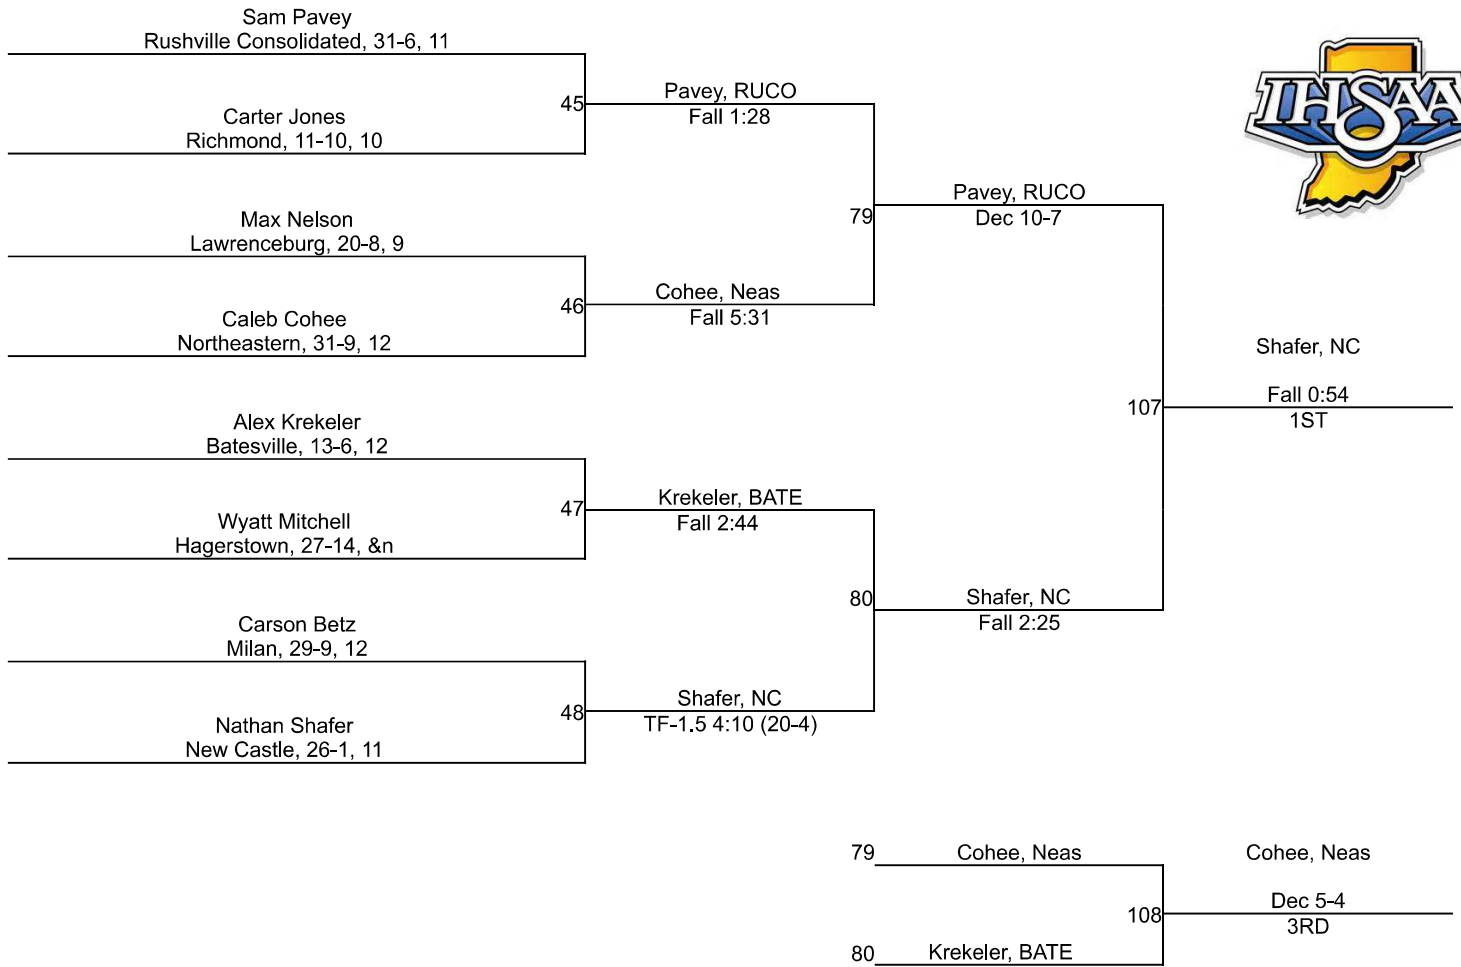 Sam Pavey
Rushville Consolidated, 31-6, 11
45
Carter Jones
Richmond, 11-10, 10
Pavey, RUCO
Fall 1:28
79
Max Nelson
Lawrenceburg, 20-8, 9
46
Caleb Cohee
Northeastern, 31-9, 12
Cohee, Neas
Fall 5:31
Pavey, RUCO
Dec 10-7
107
Alex Krekeler
Batesville, 13-6, 12
47
Wyatt Mitchell
Hagerstown, 27-14, &n
Krekeler, BATE
Fall 2:44
80
Carson Betz
Milan, 29-9, 12
48
Nathan Shafer
New Castle, 26-1, 11
Shafer, NC
TF-1.5 4:10 (20-4)
Shafer, NC
Fall 2:25
IHSAA
Shafer, NC
Fall 0:54
1ST
79
Cohee, Neas
108
80
Krekeler, BATE
Cohee, Neas
Dec 5-4
3RD